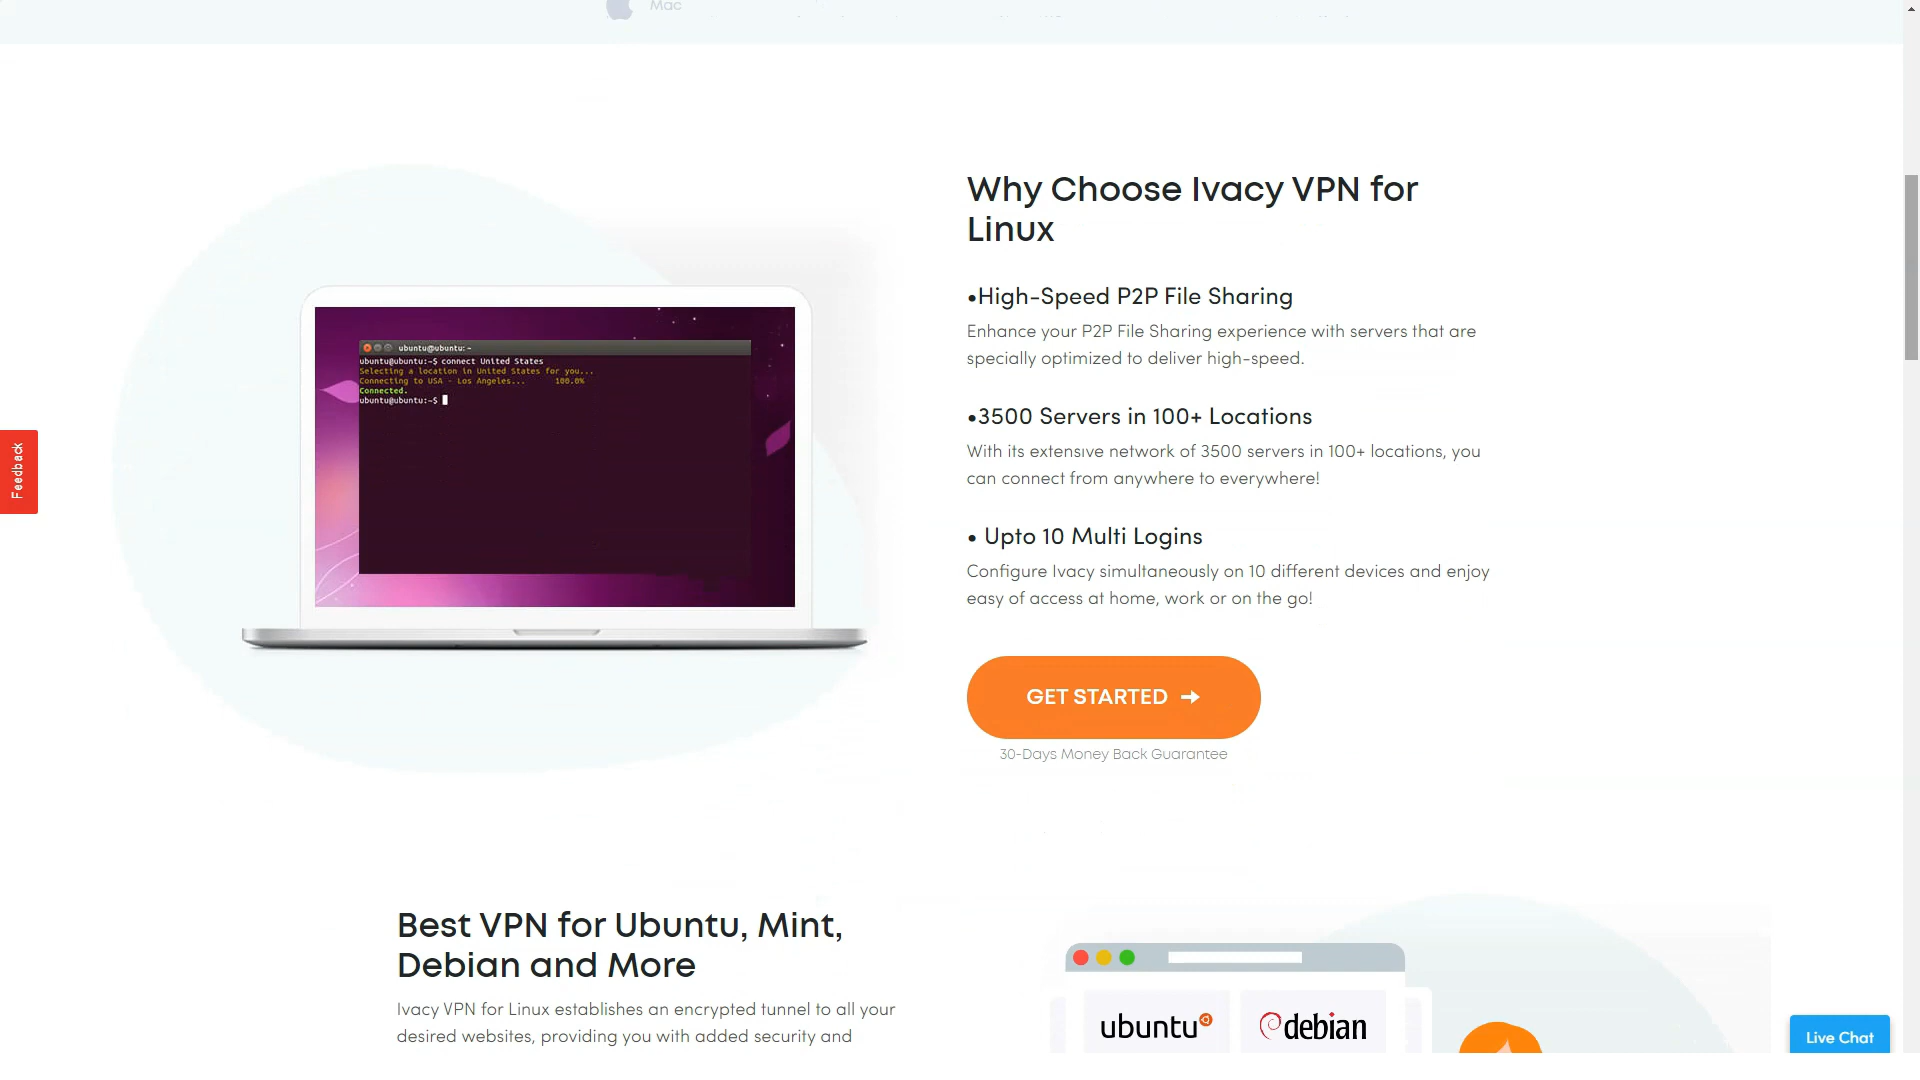 Mac
Why Choose Ivacy VPN for
Linux
•High-Speed P2P File Sharing
Enhance your P2P File Sharing experience with servers that are
specially optimized to deliver high-speed.
•3500 Servers in 100+ Locations
With its extensive network of 3500 servers in 100+ locations, you
can connect from anywhere to everywhere!
• Upto 10 Multi Logins
Configure Ivacy simultaneously on 10 different devices and enjoy
easy of access at home, work or on the go!
GET STARTED
30-Days Money Back Guarantee
ubuntu@ubuntu: ~
ubuntu@ubuntu:~$ connect United States
Selecting a location in United States for you...
Connecting to USA - Los Angeles... 100.0%
Connected.
ubuntu@ubuntu:~$
Feedback
Best VPN for Ubuntu, Mint,
Debian and More
Ivacy VPN for Linux establishes an encrypted tunnel to all your
desired websites, providing you with added security and
ubuntu
debian
Live Chat